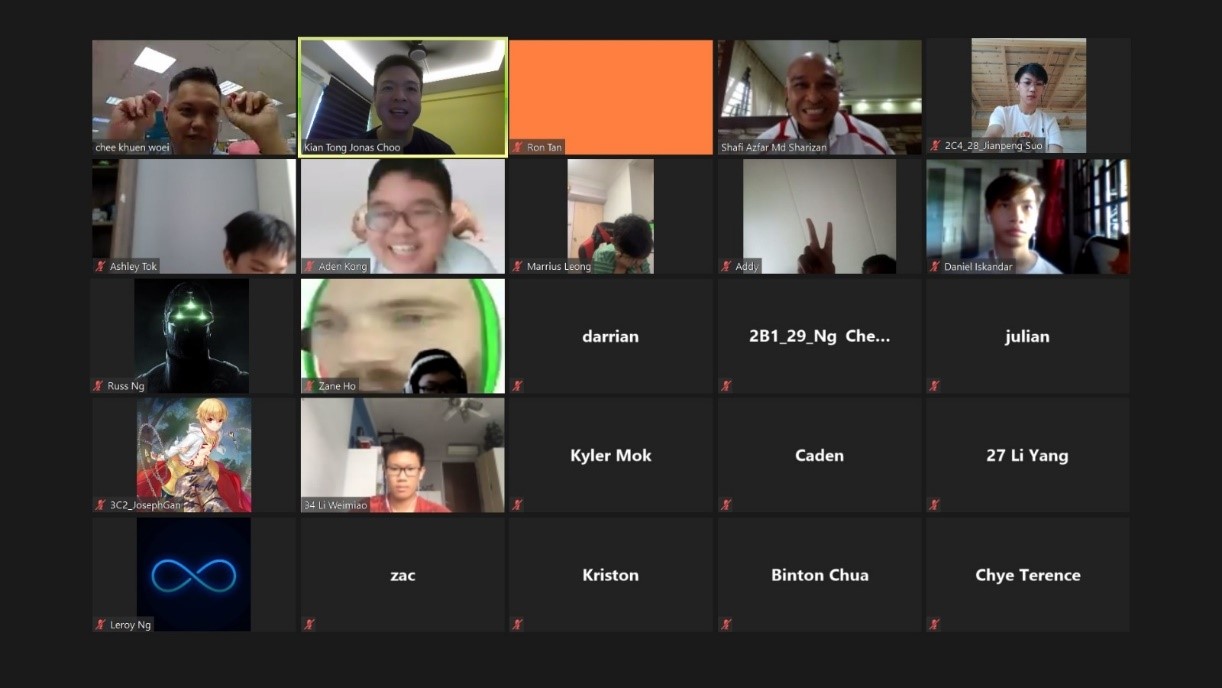 chee khuen woei
Kian Tong Jonas Choo
Ron Tan
Shafi Azfar Md Sharizan
2C4_28_Jianpeng Suo
Ashley Tok
Aden Kong
Marrius Leong
Addy
Daniel Iskandar
Russ Ng
Zane Ho
darrian
2B1_29_Ng Che...
julian
3C2_JosephGan
34 Li Weimiao
Kyler Mok
Caden
27 Li Yang
Leroy Ng
zac
Kriston
Binton Chua
Chye Terence